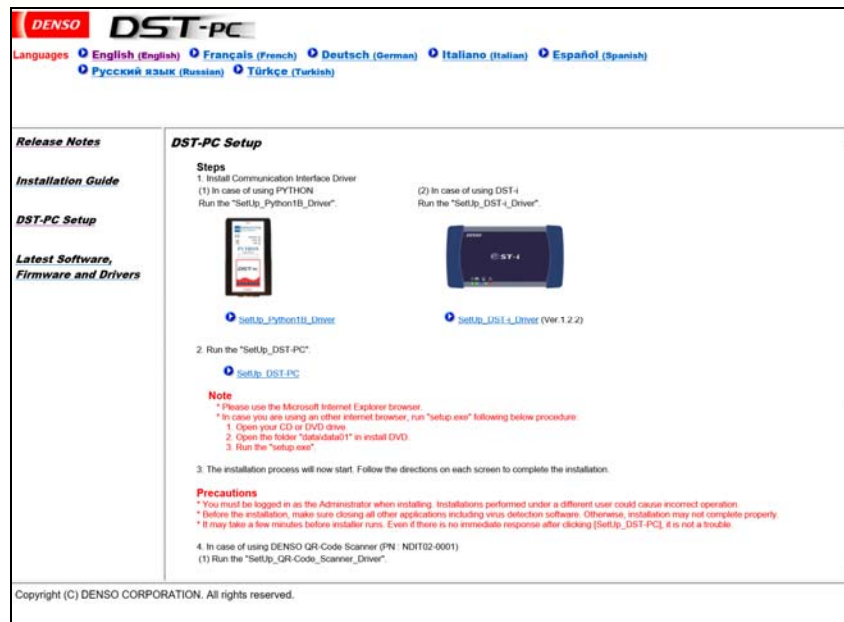 DENSO DST-PC
Languages English (English) Français (French) Deutsch (German) Italiano (Italian) Español (Spanish)
Русский язык (Russian) Türkçe (Turkish)
Release Notes
Installation Guide
DST-PC Setup
Latest Software,
Firmware and Drivers
DST-PC Setup
Steps
1. Install Communication Interface Driver
(1) In case of using PYTHON
Run the "SetUp_Python1B_Driver".
(2) In case of using DST-i
Run the "SetUp_DST-i_Driver".
PYTHON
DST-PC
DENSO
DST-i
SetUp_Python1B_Driver
SetUp_DST-i_Driver (Ver.1.2.2)
2. Run the "SetUp_DST-PC".
SetUp_DST-PC
Note
* Please use the Microsoft Internet Explorer browser.
* In case you are using an other internet browser, run "setup.exe" following below procedure:
1. Open your CD or DVD drive.
2. Open the folder "data\data01" in install DVD.
3. Run the "setup.exe".
3. The installation process will now start. Follow the directions on each screen to complete the installation.
Precautions
* You must be logged in as the Administrator when installing. Installations performed under a different user could cause incorrect operation.
* Before the installation, make sure closing all other applications including virus detection software. Otherwise, installation may not complete properly.
* It may take a few minutes before installer runs. Even if there is no immediate response after clicking [SetUp_DST-PC], it is not a trouble.
4. In case of using DENSO QR-Code Scanner (PN : NDIT02-0001)
(1) Run the "SetUp_QR-Code_Scanner_Driver".
Copyright (C) DENSO CORPORATION. All rights reserved.